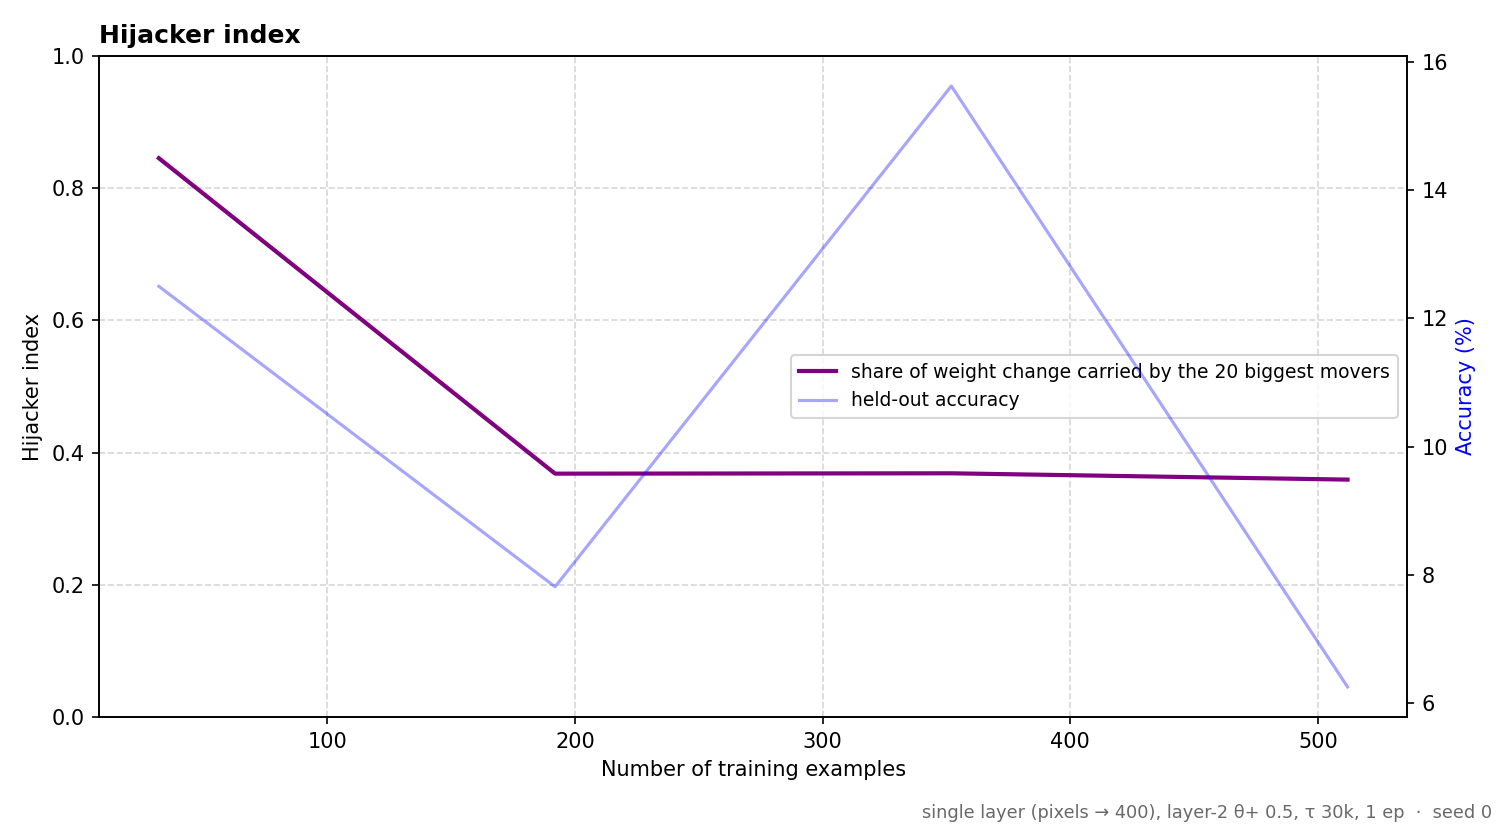 Hijacker index
1.0
0.8
0.6
0.4
0.2
0.0
Hijacker index
16
14
12
10
8
6
Accuracy (%)
share of weight change carried by the 20 biggest movers
held-out accuracy
100 200 300 400 500
Number of training examples
single layer (pixels → 400), layer-2 θ+ 0.5, τ 30k, 1 ep · seed 0